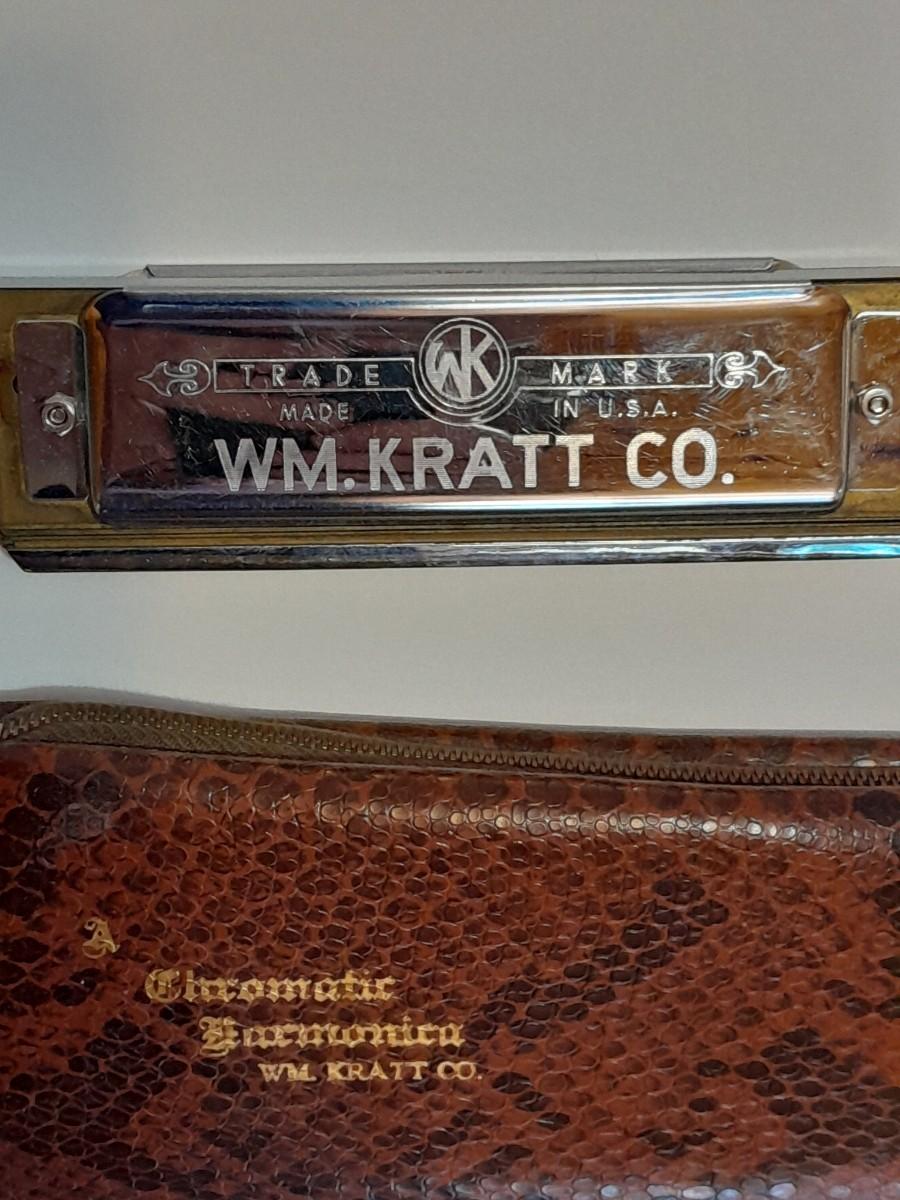 TRADE WK MARK
MADE IN U.S.A.
WM. KRATT CO.
A
Chromatic
Harmonica
WM. KRATT CO.